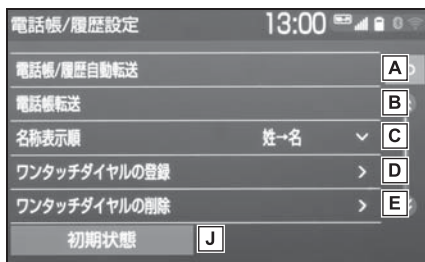 電話帳/履歴設定 13:00
電話帳/履歴自動転送 A
電話帳転送 B
名称表示順 姓→名 C
ワンタッチダイヤルの登録 D
ワンタッチダイヤルの削除 E
初期状態 J